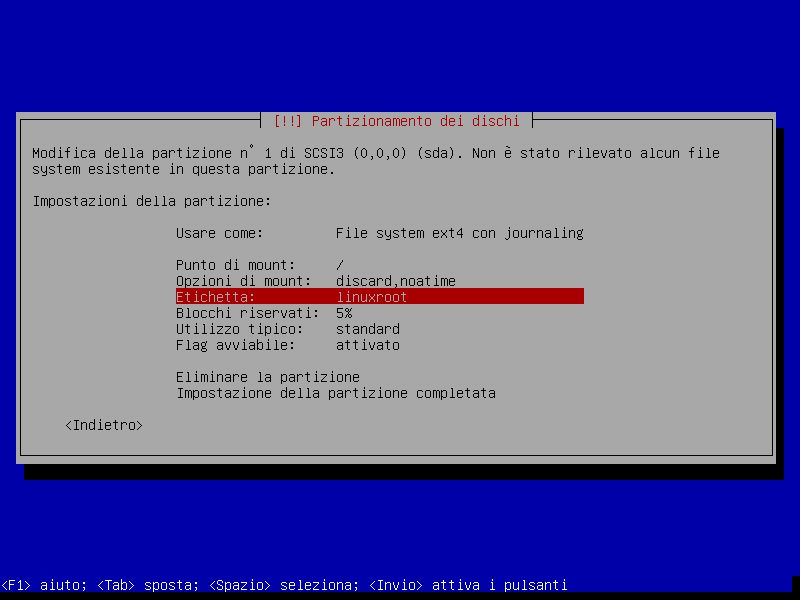 [!!] Partizionamento dei dischi
Modifica della partizione n° 1 di SCSI3 (0,0,0) (sda). Non è stato rilevato alcun file
system esistente in questa partizione.
Impostazioni della partizione:
Usare come: File system ext4 con journaling
Punto di mount: /
Opzioni di mount: discard,noatime
Etichetta: linuxroot
Blocchi riservati: 5%
Utilizzo tipico: standard
Flag avviabile: attivato
Eliminare la partizione
Impostazione della partizione completata
<Indietro>
<F1> aiuto; <Tab> sposta; <Spazio> seleziona; <Invio> attiva i pulsanti